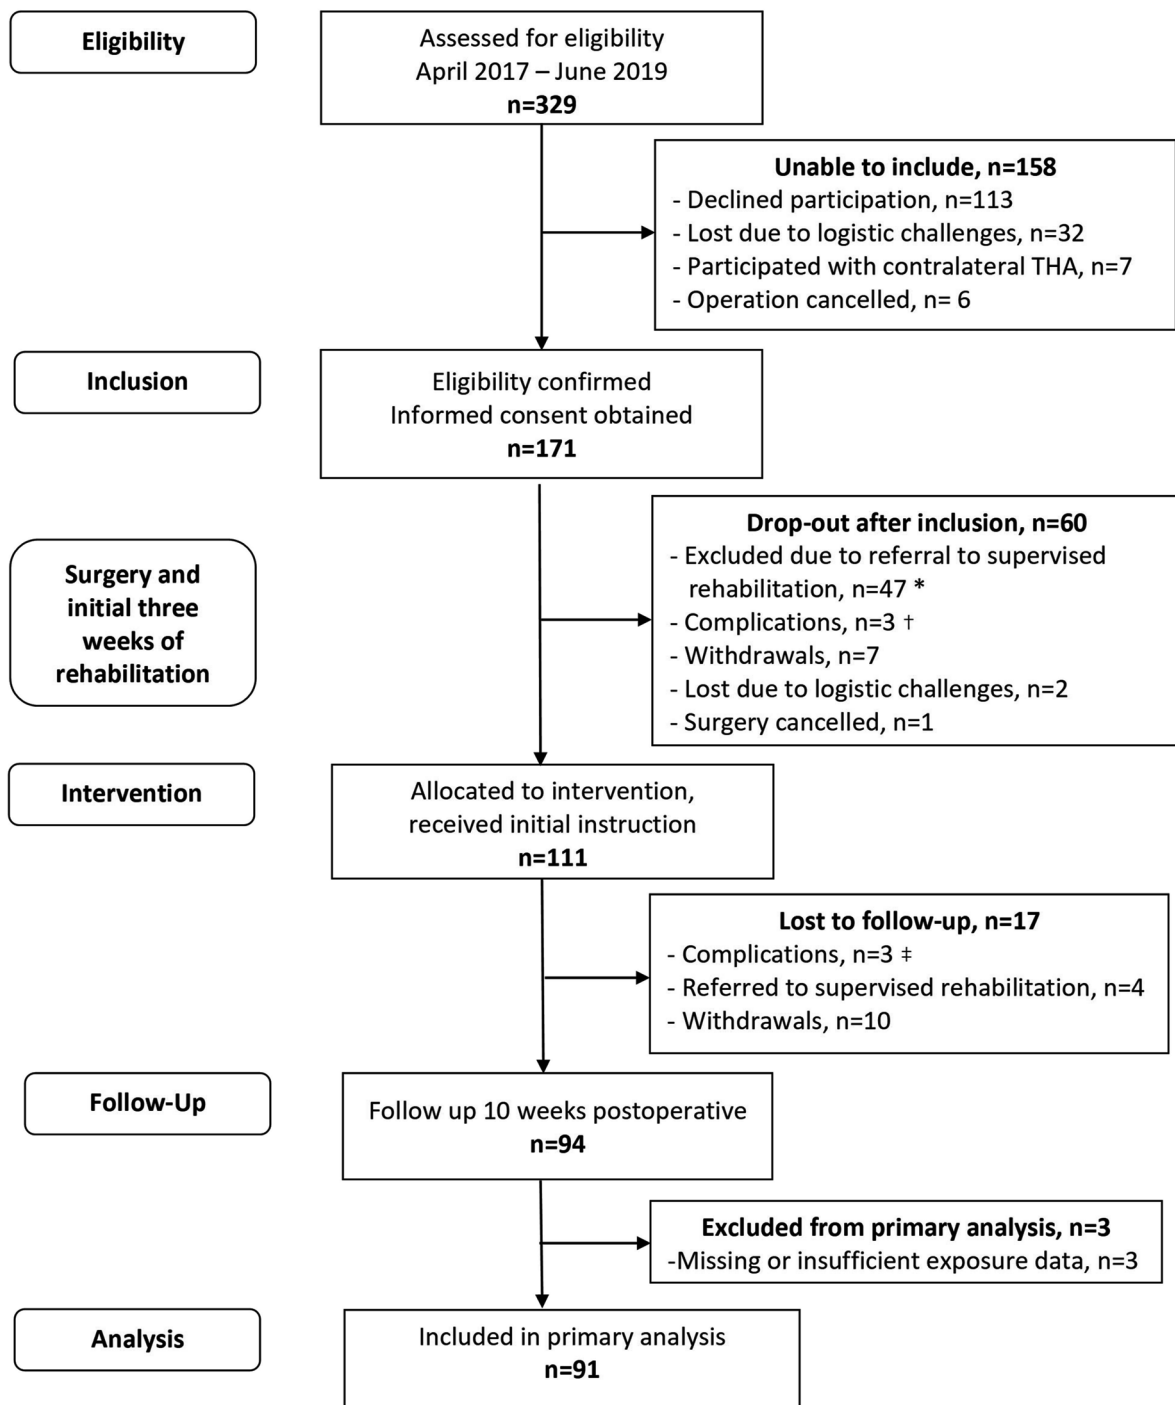 Eligibility
Assessed for eligibility
April 2017 – June 2019
n=329
Unable to include, n=158
- Declined participation, n=113
- Lost due to logistic challenges, n=32
- Participated with contralateral THA, n=7
- Operation cancelled, n= 6
Inclusion
Eligibility confirmed
Informed consent obtained
n=171
Drop-out after inclusion, n=60
- Excluded due to referral to supervised
rehabilitation, n=47 *
- Complications, n=3 †
- Withdrawals, n=7
- Lost due to logistic challenges, n=2
- Surgery cancelled, n=1
Surgery and
initial three
weeks of
rehabilitation
Intervention
Allocated to intervention,
received initial instruction
n=111
Lost to follow-up, n=17
- Complications, n=3 ‡
- Referred to supervised rehabilitation, n=4
- Withdrawals, n=10
Follow-Up
Follow up 10 weeks postoperative
n=94
Excluded from primary analysis, n=3
-Missing or insufficient exposure data, n=3
Analysis
Included in primary analysis
n=91